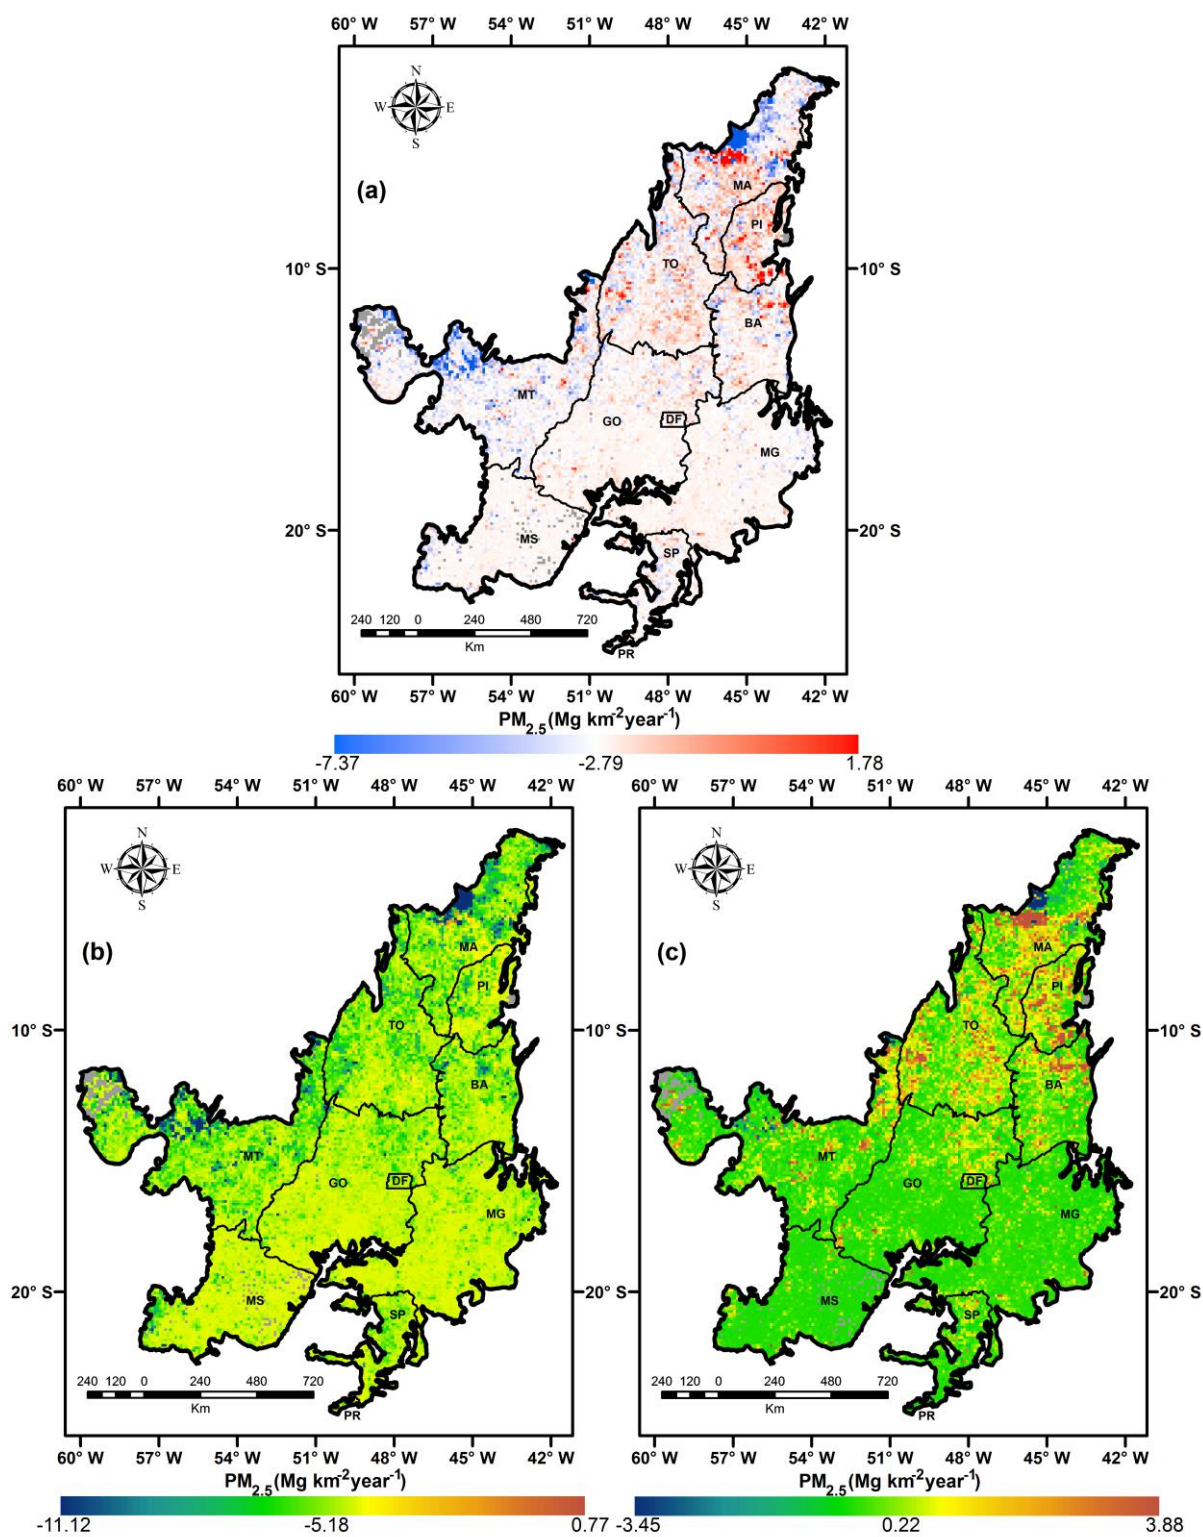 60° W 57° W 54° W 51° W 48° W 45° W 42° W
N
W E
S
(a)
MA
PI
TO
10° S 10° S
BA
MT
GO DF
MG
20° S 20° S
MS
SP
240 120 0 240 480 720
Km
PR
60° W 57° W 54° W 51° W 48° W 45° W 42° W
PM2.5(Mg km-2year-1)
-7.37 -2.79 1.78
60° W 57° W 54° W 51° W 48° W 45° W 42° W
N
W E
S
(b)
MA
PI
TO
10° S 10° S
BA
MT
GO DF
MG
20° S 20° S
MS
SP
240 120 0 240 480 720
Km
PR
60° W 57° W 54° W 51° W 48° W 45° W 42° W
PM2.5(Mg km-2year-1)
-11.12 -5.18 0.77
60° W 57° W 54° W 51° W 48° W 45° W 42° W
N
W E
S
(c)
MA
PI
TO
BA
MT
GO DF
MG
20° S
MS
SP
240 120 0 240 480 720
Km
PR
60° W 57° W 54° W 51° W 48° W 45° W 42° W
PM2.5(Mg km-2year-1)
-3.45 0.22 3.88